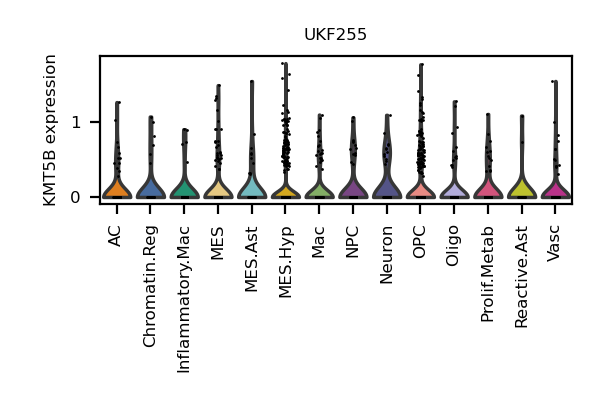 UKF255
KMT5B expression
1
0
AC
Chromatin.Reg
Inflammatory.Mac
MES
MES.Ast
MES.Hyp
Mac
NPC
Neuron
OPC
Oligo
Prolif.Metab
Reactive.Ast
Vasc